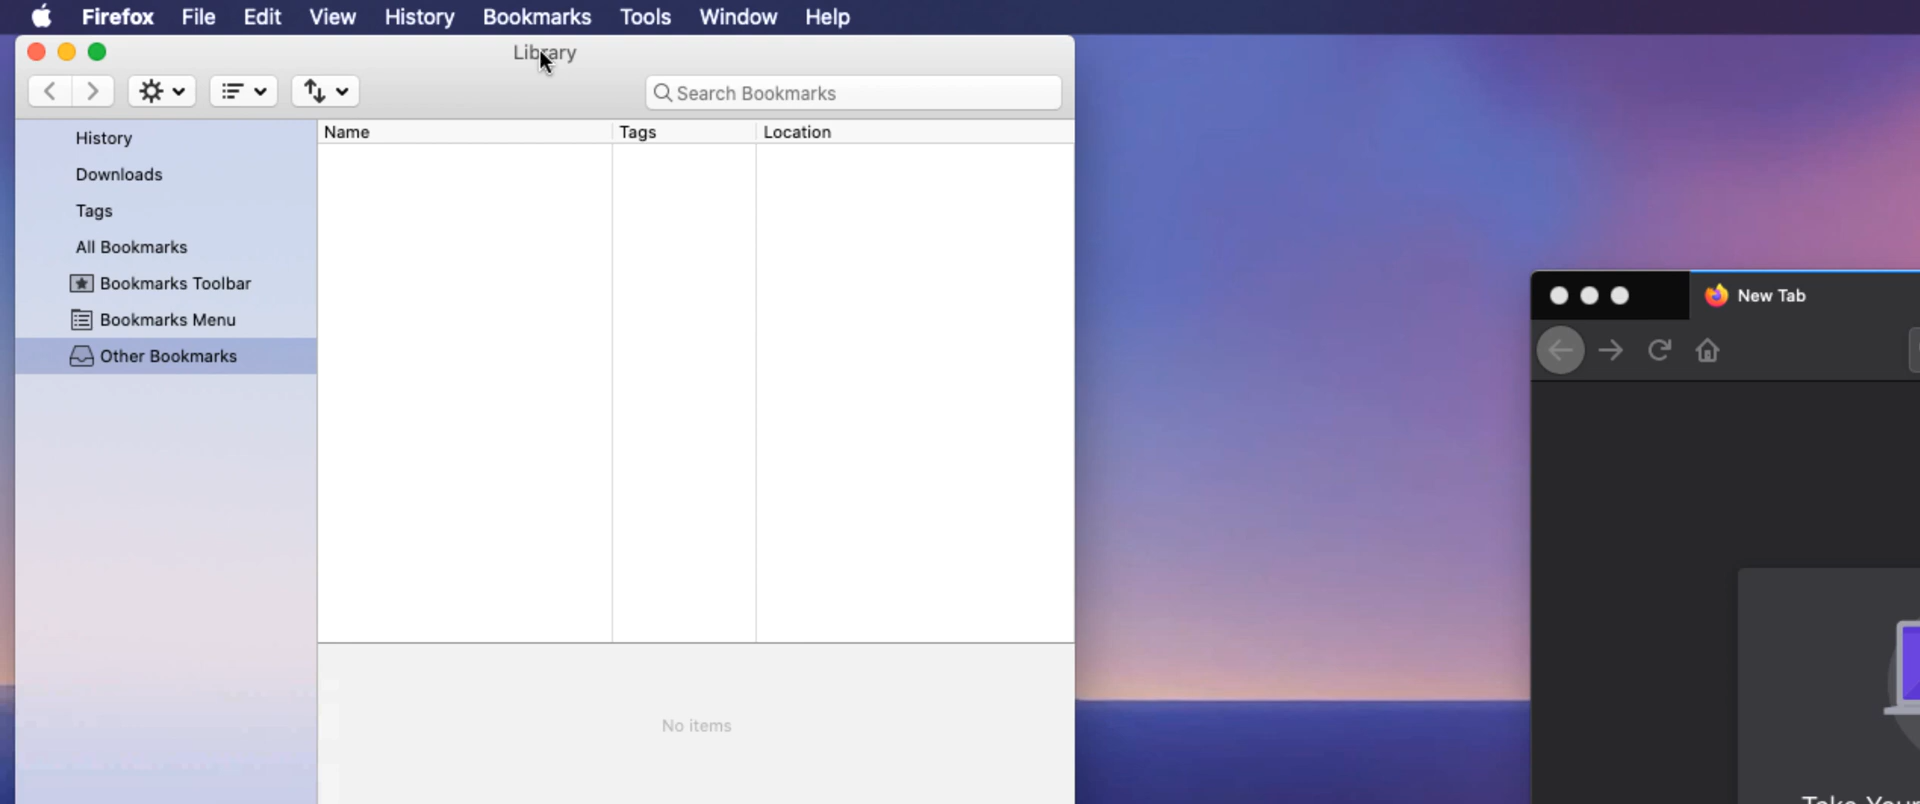 Firefox File Edit View History Bookmarks Tools Window Help
Library
Search Bookmarks
History
Downloads
Tags
All Bookmarks
Bookmarks Toolbar
Bookmarks Menu
Other Bookmarks
Name Tags Location
No items
New Tab
Take